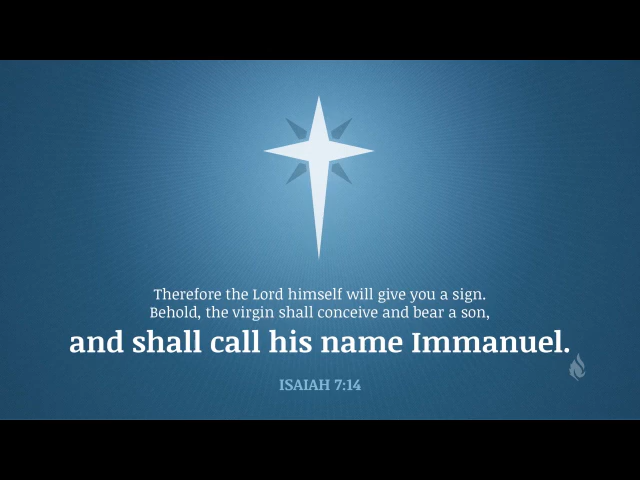 Therefore the Lord himself will give you a sign.
Behold, the virgin shall conceive and bear a son,
and shall call his name Immanuel.
ISAIAH 7:14